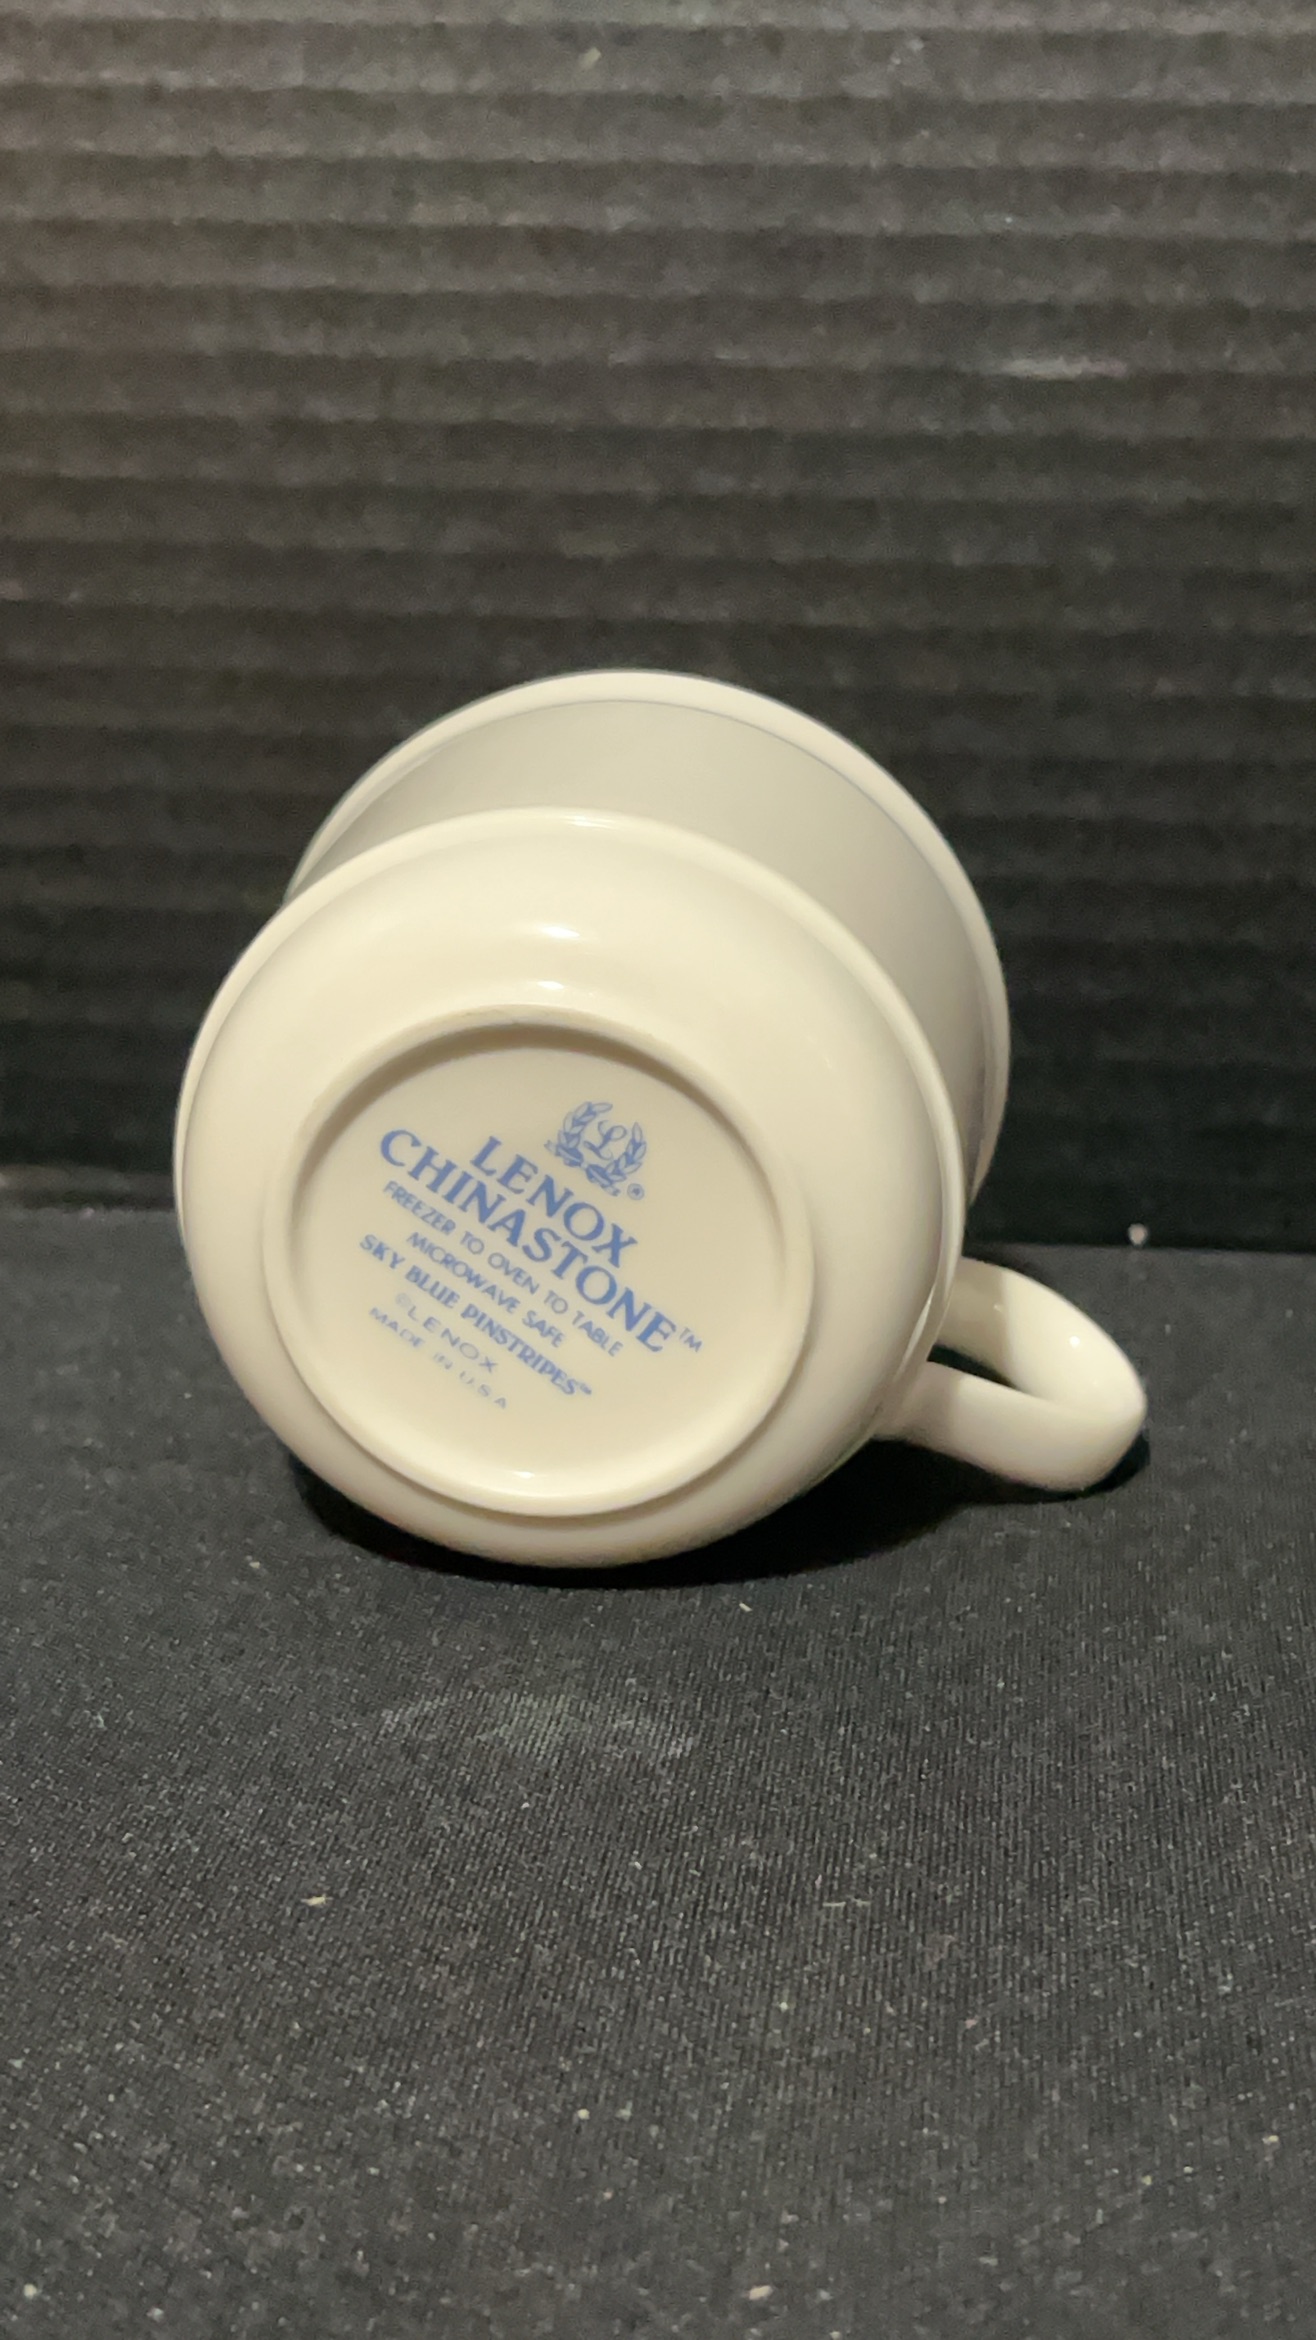 L ®
LENOX
CHINASTONE™
FREEZER TO OVEN TO TABLE
MICROWAVE SAFE
SKY BLUE PINSTRIPES™
©LENOX
MADE IN U.S.A